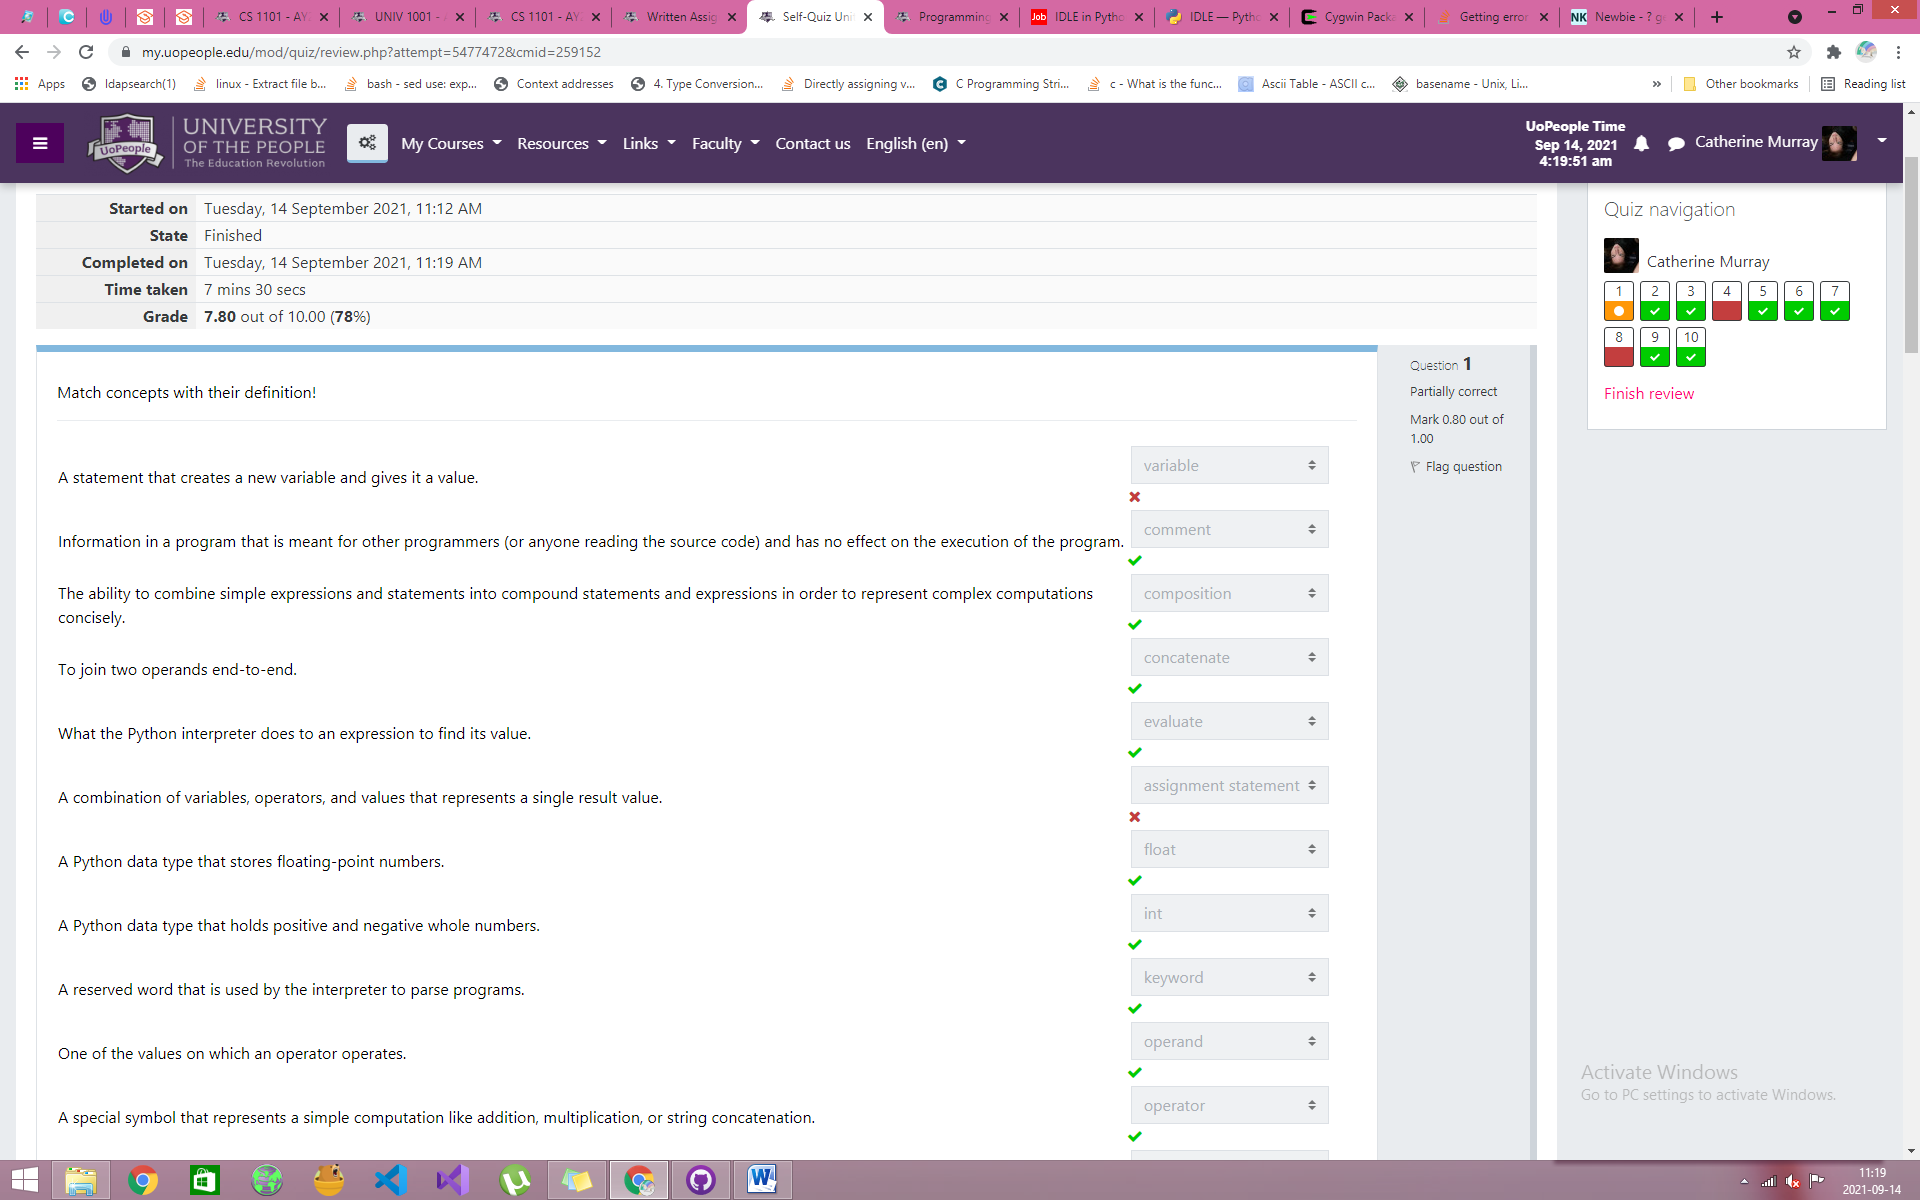 CS 1101 - AY
UNIV 1001 - A
CS 1101 - AY
Written Assig
Self-Quiz Uni
Programming
Job
IDLE in Pytho
IDLE — Pytho
Cygwin Packa
Getting error
NK
Newbie - ? ge
my.uopeople.edu/mod/quiz/review.php?attempt=5477472&cmid=259152
Apps
ldapsearch(1)
linux - Extract file b...
bash - sed use: exp...
Context addresses
4. Type Conversion...
Directly assigning v...
C Programming Stri...
c - What is the func...
Ascii Table - ASCII c...
basename - Unix, Li...
»
Other bookmarks
Reading list
UoPeople
UNIVERSITY
OF THE PEOPLE
The Education Revolution
My Courses
Resources
Links
Faculty
Contact us
English (en)
UoPeople Time
Sep 14, 2021
4:19:51 am
Catherine Murray
Started on Tuesday, 14 September 2021, 11:12 AM
State Finished
Completed on Tuesday, 14 September 2021, 11:19 AM
Time taken 7 mins 30 secs
Grade 7.80 out of 10.00 (78%)
Quiz navigation
Catherine Murray
1 2 3 4 5 6 7
8 9 10
Finish review
Question 1
Partially correct
Mark 0.80 out of
1.00
Flag question
Match concepts with their definition!
A statement that creates a new variable and gives it a value.
variable
Information in a program that is meant for other programmers (or anyone reading the source code) and has no effect on the execution of the program.
comment
The ability to combine simple expressions and statements into compound statements and expressions in order to represent complex computations
concisely.
composition
To join two operands end-to-end.
concatenate
What the Python interpreter does to an expression to find its value.
evaluate
A combination of variables, operators, and values that represents a single result value.
assignment statement
A Python data type that stores floating-point numbers.
float
A Python data type that holds positive and negative whole numbers.
int
A reserved word that is used by the interpreter to parse programs.
keyword
One of the values on which an operator operates.
operand
A special symbol that represents a simple computation like addition, multiplication, or string concatenation.
operator
Activate Windows
Go to PC settings to activate Windows.
11:19
2021-09-14